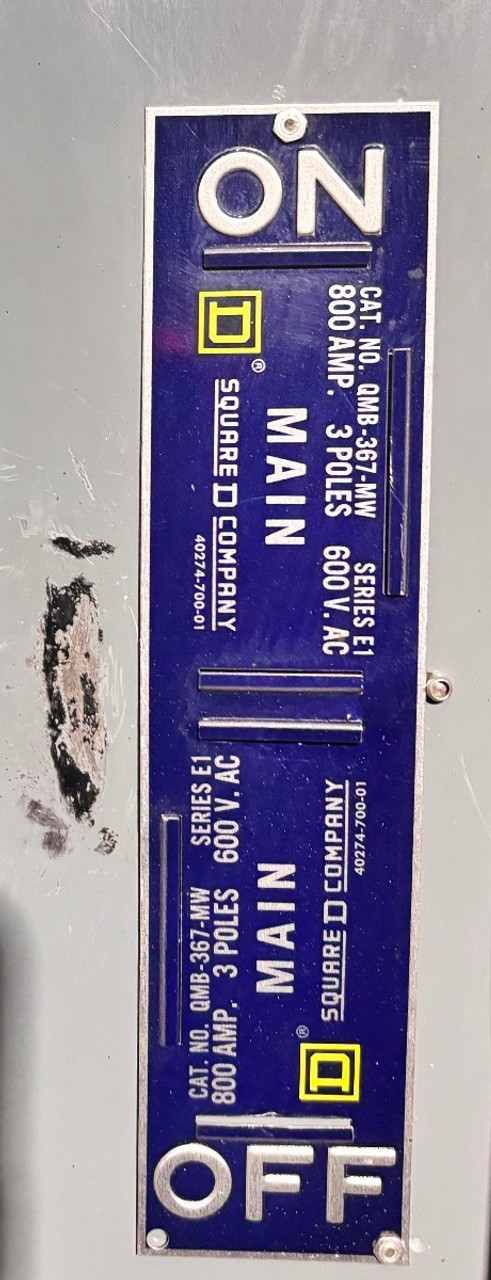 ON
D
®
CAT. NO. QMB-367-MW SERIES E1
800 AMP. 3 POLES 600 V. AC
MAIN
SQUARE D COMPANY
40274-700-01
CAT. NO. QMB-367-MW SERIES E1
800 AMP. 3 POLES 600 V. AC
MAIN
SQUARE D COMPANY
40274-700-01
D
®
OFF